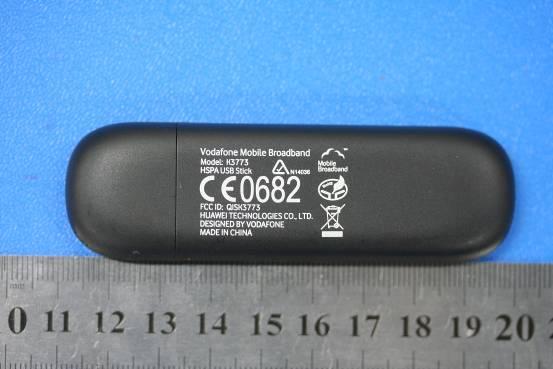 Vodafone Mobile Broadband
Model: K3773
HSPA USB Stick
N14036
CE0682
FCC ID: QISK3773
HUAWEI TECHNOLOGIES CO., LTD.
DESIGNED BY VODAFONE
MADE IN CHINA
Mobile
Broadband
0 11 12 13 14 15 16 17 18 19 20